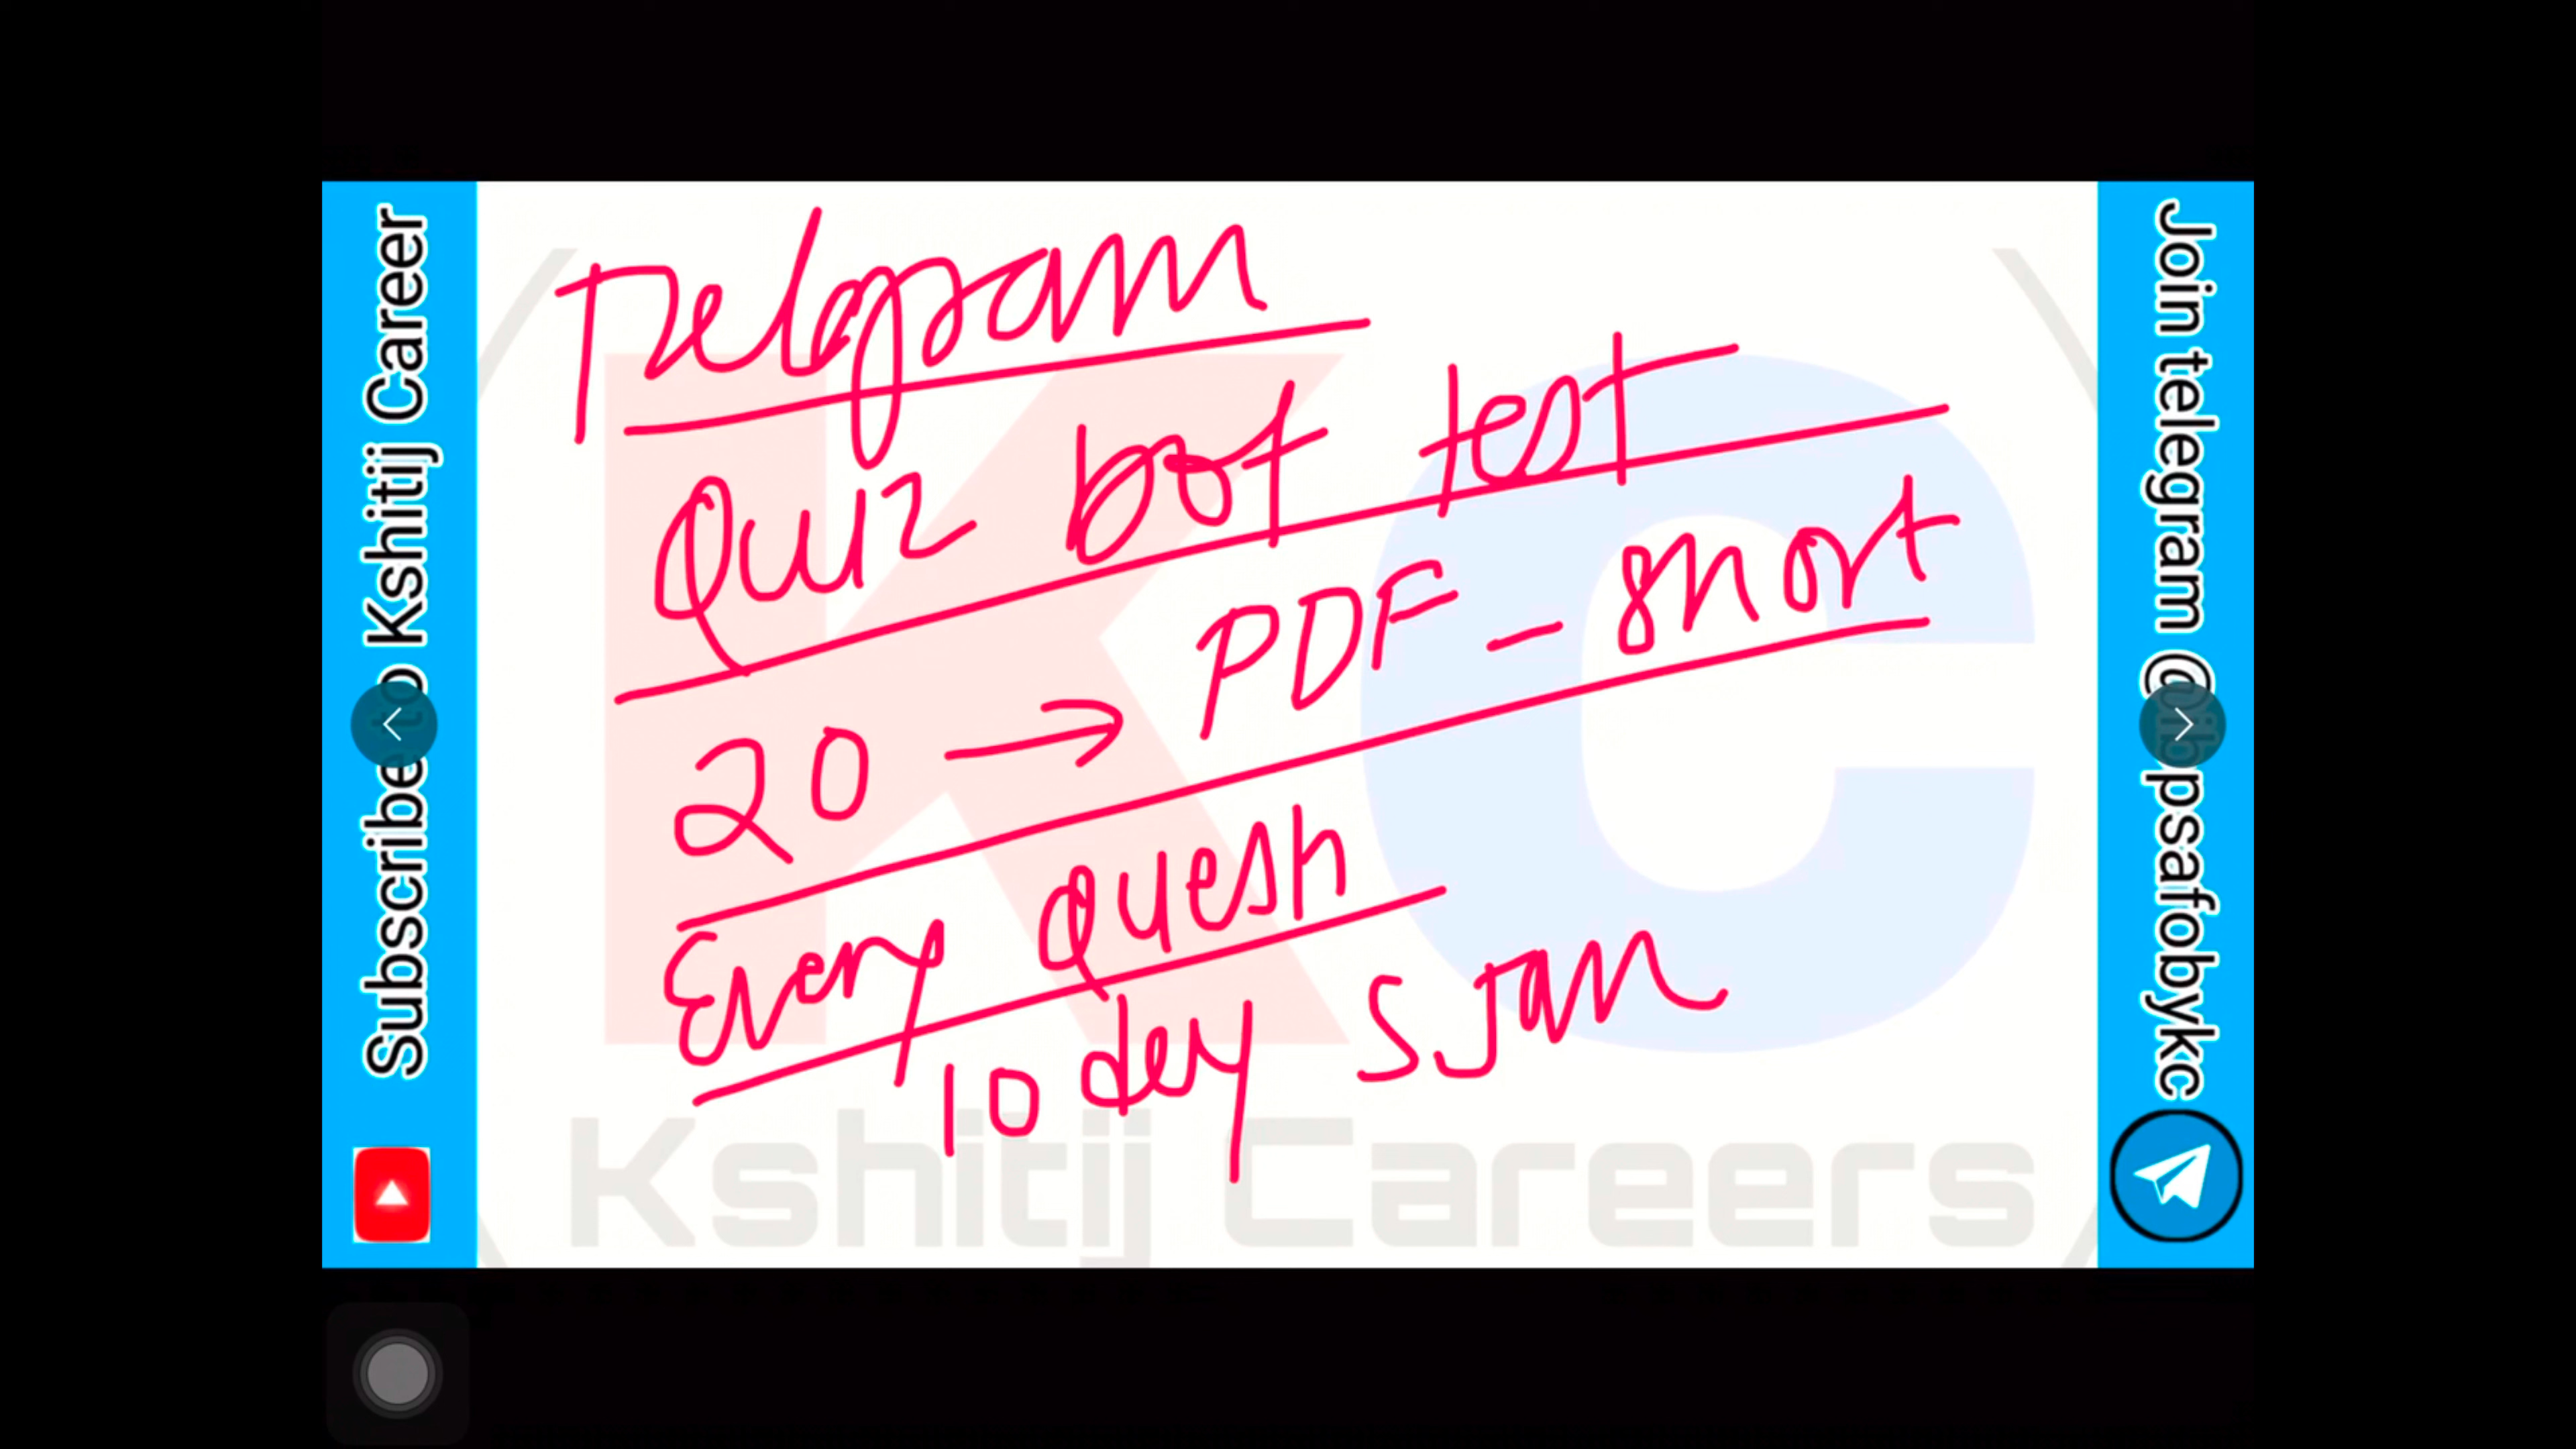 Subscribe to Kshitij Career
Telegram
Quiz bot test
20 → PDF - short
Every Questn
10 day 5 Jan
Kshitij Careers
Join telegram @ibpsafobykc